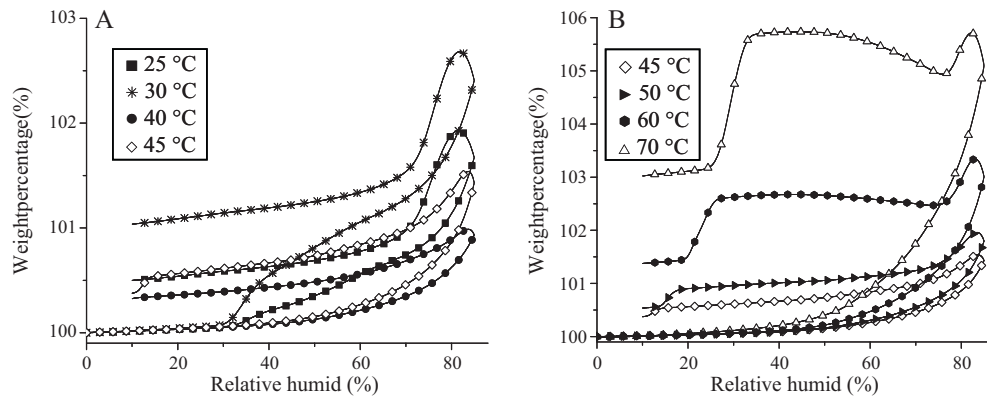 A
103
102
101
100
Weightpercentage(%)
25 °C
30 °C
40 °C
45 °C
0 20 40 60 80
Relative humid (%)
B
106
105
104
103
102
101
100
Weightpercentage(%)
45 °C
50 °C
60 °C
70 °C
0 20 40 60 80
Relative humid (%)